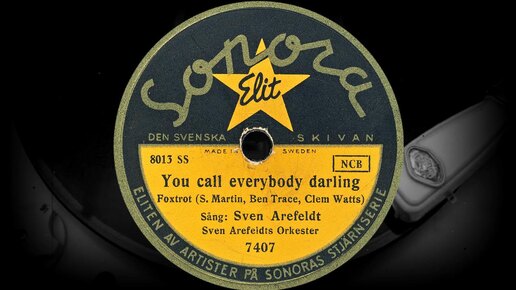 Sonora
Elit
DEN SVENSKA SKIVAN
MADE IN SWEDEN
8013 SS
NCB
You call everybody darling
Foxtrot (S. Martin, Ben Trace, Clem Watts)
Sång: Sven Arefeldt
Sven Arefeldts Orkester
7407
ELITEN AV ARTISTER PÅ SONORAS STJÄRNSERIE